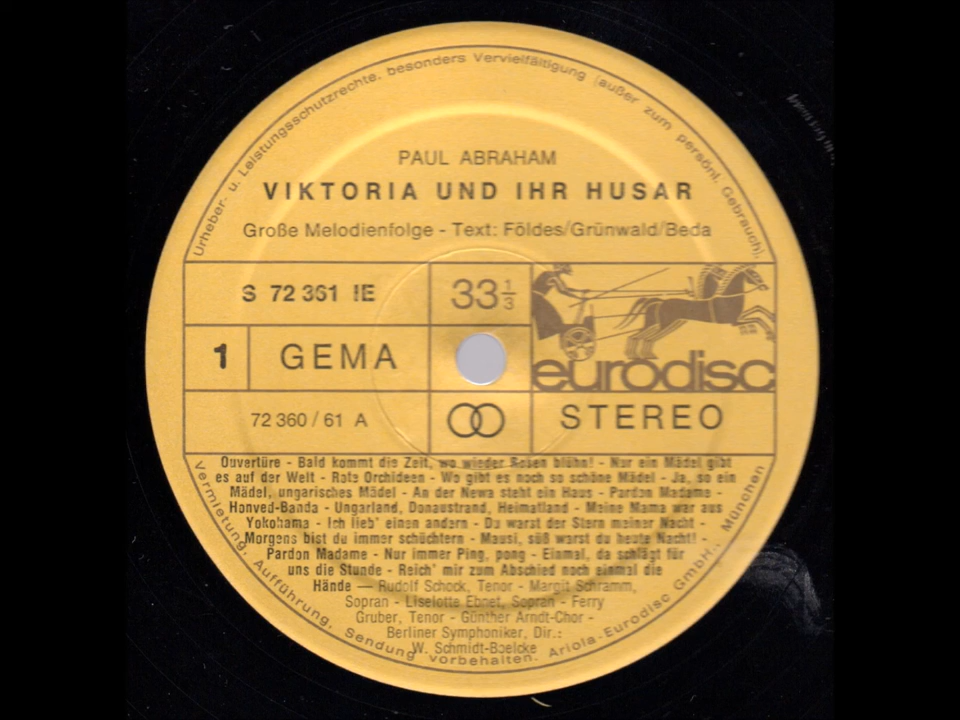 Urheber- u. Leistungsschutzrechte, besonders Vervielfältigung (außer zum persönl. Gebrauch),
PAUL ABRAHAM
VIKTORIA UND IHR HUSAR
Große Melodienfolge - Text: Földes/Grünwald/Beda
S 72 361 IE
33 1/3
1
GEMA
eurodisc
72 360 / 61 A
STEREO
Ouvertüre - Bald kommt die Zeit, wo wieder Rosen blühn! - Nur ein Mädel gibt
es auf der Welt - Rote Orchideen - Wo gibt es noch so schöne Mädel - Ja, so ein
Mädel, ungarisches Mädel - An der Newa steht ein Haus - Pardon Madame -
Honved-Banda - Ungarland, Donaustrand, Heimatland - Meine Mama war aus
Yokohama - Ich lieb' einen andern - Du warst der Stern meiner Nacht -
Morgens bist du immer schüchtern - Mausi, süß warst du heute Nacht! -
Pardon Madame - Nur immer Ping, pong - Einmal, da schlägt für
uns die Stunde - Reich' mir zum Abschied noch einmal die
Hände — Rudolf Schock, Tenor - Margit Schramm,
Sopran - Liselotte Ebnet, Sopran - Ferry
Gruber, Tenor - Günther Arndt-Chor -
Berliner Symphoniker, Dir.:
W. Schmidt-Boelcke
Vermietung, Aufführung, Sendung vorbehalten. Ariola-Eurodisc GmbH., München